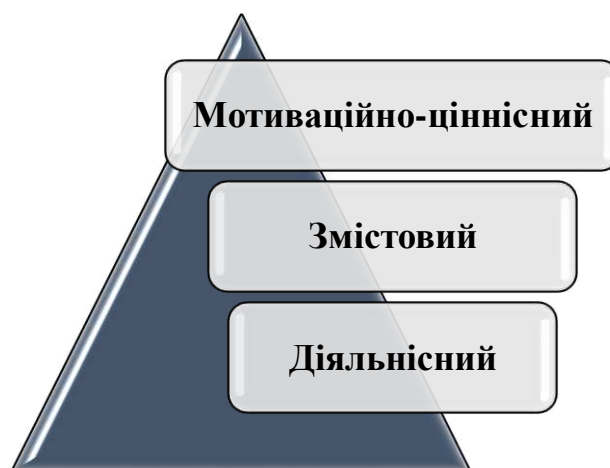 Мотиваційно-ціннісний
Змістовий
Діяльнісний